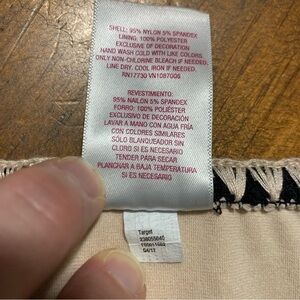 SHELL: 95% NYLON 5% SPANDEX
LINING: 100% POLYESTER
EXCLUSIVE OF DECORATION
HAND WASH COLD WITH LIKE COLORS
ONLY NON-CHLORINE BLEACH IF NEEDED.
LINE DRY. COOL IRON IF NEEDED.
RN17730 VN1087006
REVESTIMIENTO:
95% NAILON 5% SPANDEX
FORRO: 100% POLIÉSTER
EXCLUSIVO DE DECORACIÓN
LAVAR A MANO CON AGUA FRÍA
CON COLORES SIMILARES
SÓLO BLANQUEADOR SIN
CLORO SI ES NECESARIO
TENDER PARA SECAR
PLANCHAR A BAJA TEMPERATURA
SI ES NECESARIO
Target